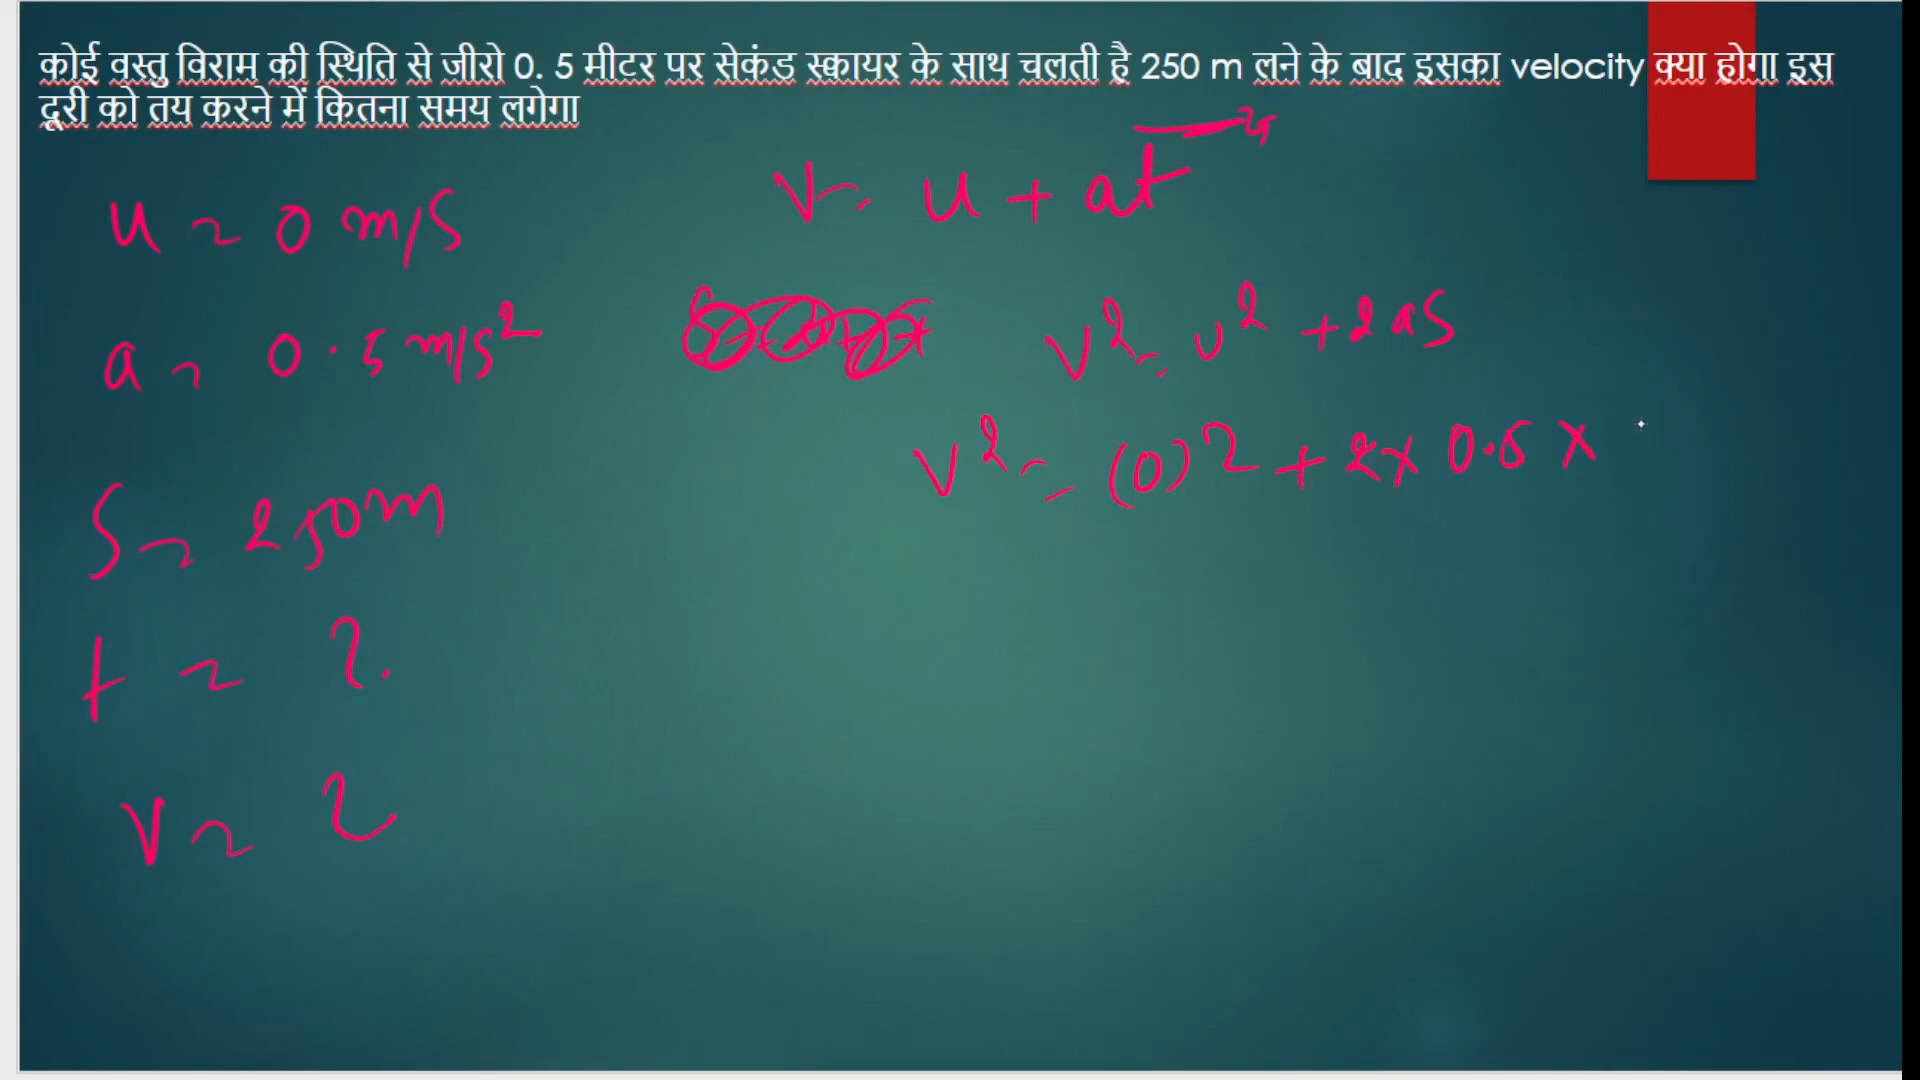 कोई वस्तु विराम की स्थिति से जीरो 0. 5 मीटर पर सेकंड स्कायर के साथ चलती है 250 m लने के बाद इसका velocity क्या होगा इस
दूरी को तय करने में कितना समय लगेगा
u = 0 m/s
v = u + at
a = 0.5 m/s²
v² = u² + 2as
v² = (0)² + 2 × 0.5 ×
S = 250m
t = ?
v = ?